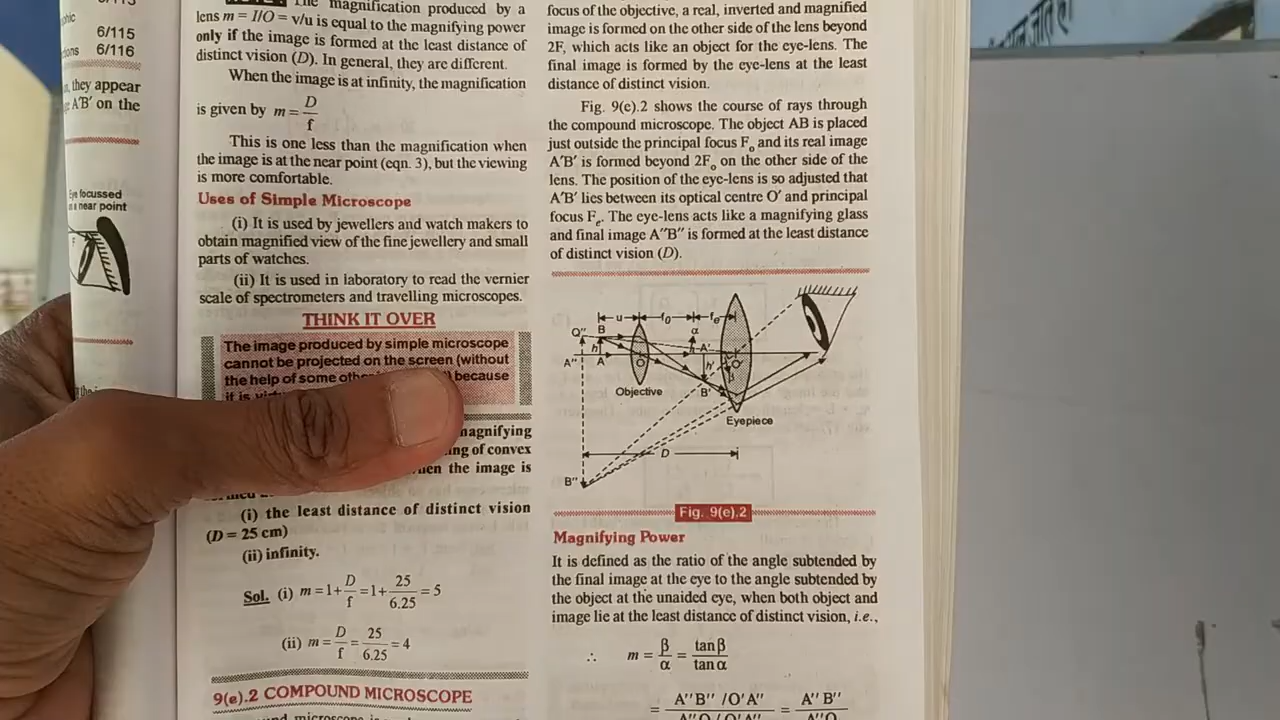 6/115
6/116
they appear
A'B' on the
Eye focussed
near point
The magnification produced by a
lens m = I/O = v/u is equal to the magnifying power
only if the image is formed at the least distance of
distinct vision (D). In general, they are different.
When the image is at infinity, the magnification
is given by m = D/f
This is one less than the magnification when
the image is at the near point (eqn. 3), but the viewing
is more comfortable.
Uses of Simple Microscope
(i) It is used by jewellers and watch makers to
obtain magnified view of the fine jewellery and small
parts of watches.
(ii) It is used in laboratory to read the vernier
scale of spectrometers and travelling microscopes.
THINK IT OVER
The image produced by simple microscope
cannot be projected on the screen (without
the help of some because
it is
magnifying
of convex
the image is
(i) the least distance of distinct vision
(D = 25 cm)
(ii) infinity.
Sol. (i) m = 1 + D/f = 1 + 25/6.25 = 5
(ii) m = D/f = 25/6.25 = 4
9(e).2 COMPOUND MICROSCOPE
microscope
focus of the objective, a real, inverted and magnified
image is formed on the other side of the lens beyond
2F, which acts like an object for the eye-lens. The
final image is formed by the eye-lens at the least
distance of distinct vision.
Fig. 9(e).2 shows the course of rays through
the compound microscope. The object AB is placed
just outside the principal focus Fₒ and its real image
A'B' is formed beyond 2Fₒ on the other side of the
lens. The position of the eye-lens is so adjusted that
A'B' lies between its optical centre O' and principal
focus Fₑ. The eye-lens acts like a magnifying glass
and final image A''B'' is formed at the least distance
of distinct vision (D).
u f₀ fₑ
Q'' B α
h A'
A'' A O h' β O'
B'
Objective
Eyepiece
D
B''
Fig. 9(e).2
Magnifying Power
It is defined as the ratio of the angle subtended by
the final image at the eye to the angle subtended by
the object at the unaided eye, when both object and
image lie at the least distance of distinct vision, i.e.,
∴ m = β/α = tan β/tan α
= A''B''/O'A'' = A''B''